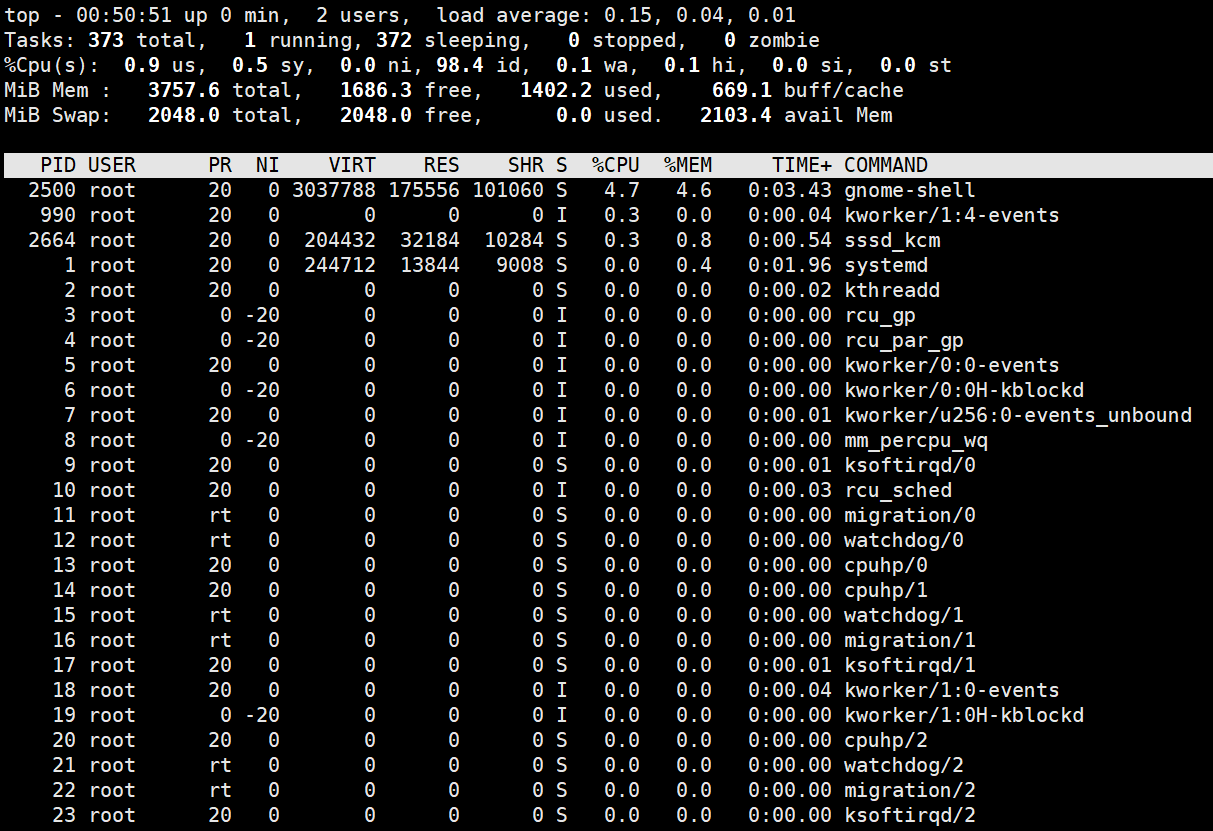 top - 00:50:51 up 0 min,  2 users,  load average: 0.15, 0.04, 0.01
Tasks: 373 total,   1 running, 372 sleeping,   0 stopped,   0 zombie
%Cpu(s):  0.9 us,  0.5 sy,  0.0 ni, 98.4 id,  0.1 wa,  0.1 hi,  0.0 si,  0.0 st
MiB Mem :   3757.6 total,   1686.3 free,   1402.2 used,    669.1 buff/cache
MiB Swap:   2048.0 total,   2048.0 free,      0.0 used.   2103.4 avail Mem
   PID USER      PR  NI    VIRT    RES    SHR S  %CPU  %MEM     TIME+ COMMAND
  2500 root      20   0 3037788 175556 101060 S   4.7   4.6   0:03.43 gnome-shell
   990 root      20   0       0      0      0 I   0.3   0.0   0:00.04 kworker/1:4-events
  2664 root      20   0  204432  32184  10284 S   0.3   0.8   0:00.54 sssd_kcm
     1 root      20   0  244712  13844   9008 S   0.0   0.4   0:01.96 systemd
     2 root      20   0       0      0      0 S   0.0   0.0   0:00.02 kthreadd
     3 root       0 -20       0      0      0 I   0.0   0.0   0:00.00 rcu_gp
     4 root       0 -20       0      0      0 I   0.0   0.0   0:00.00 rcu_par_gp
     5 root      20   0       0      0      0 I   0.0   0.0   0:00.00 kworker/0:0-events
     6 root       0 -20       0      0      0 I   0.0   0.0   0:00.00 kworker/0:0H-kblockd
     7 root      20   0       0      0      0 I   0.0   0.0   0:00.01 kworker/u256:0-events_unbound
     8 root       0 -20       0      0      0 I   0.0   0.0   0:00.00 mm_percpu_wq
     9 root      20   0       0      0      0 S   0.0   0.0   0:00.01 ksoftirqd/0
    10 root      20   0       0      0      0 I   0.0   0.0   0:00.03 rcu_sched
    11 root      rt   0       0      0      0 S   0.0   0.0   0:00.00 migration/0
    12 root      rt   0       0      0      0 S   0.0   0.0   0:00.00 watchdog/0
    13 root      20   0       0      0      0 S   0.0   0.0   0:00.00 cpuhp/0
    14 root      20   0       0      0      0 S   0.0   0.0   0:00.00 cpuhp/1
    15 root      rt   0       0      0      0 S   0.0   0.0   0:00.00 watchdog/1
    16 root      rt   0       0      0      0 S   0.0   0.0   0:00.00 migration/1
    17 root      20   0       0      0      0 S   0.0   0.0   0:00.01 ksoftirqd/1
    18 root      20   0       0      0      0 I   0.0   0.0   0:00.04 kworker/1:0-events
    19 root       0 -20       0      0      0 I   0.0   0.0   0:00.00 kworker/1:0H-kblockd
    20 root      20   0       0      0      0 S   0.0   0.0   0:00.00 cpuhp/2
    21 root      rt   0       0      0      0 S   0.0   0.0   0:00.00 watchdog/2
    22 root      rt   0       0      0      0 S   0.0   0.0   0:00.00 migration/2
    23 root      20   0       0      0      0 S   0.0   0.0   0:00.00 ksoftirqd/2